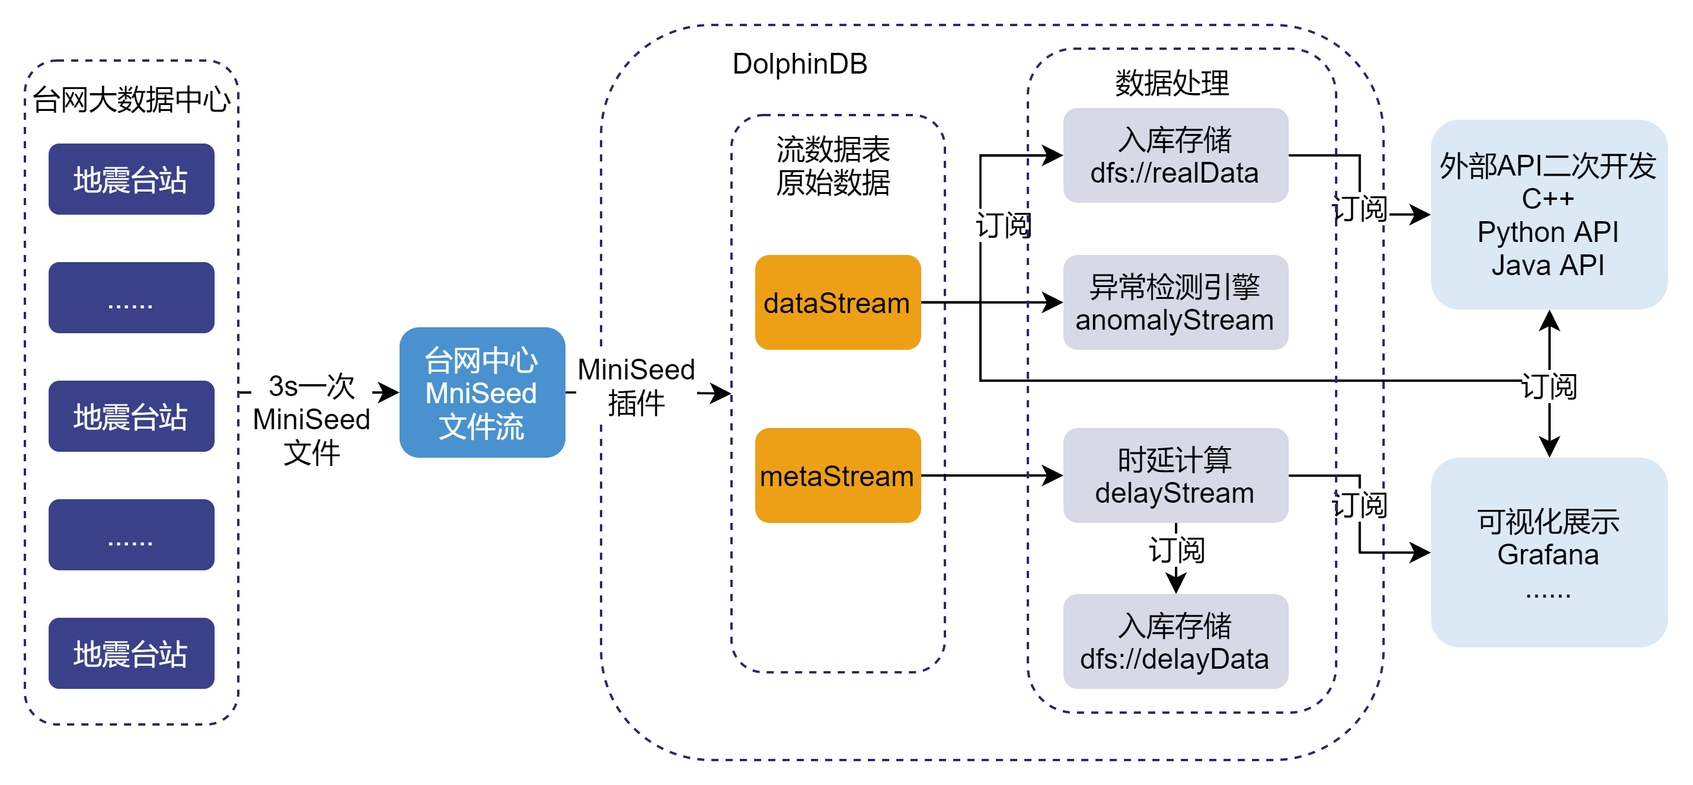 台网大数据中心
地震台站
......
地震台站
......
地震台站
3s一次
MiniSeed
文件
台网中心
MniSeed
文件流
MiniSeed
插件
DolphinDB
流数据表
原始数据
dataStream
metaStream
订阅
数据处理
入库存储
dfs://realData
异常检测引擎
anomalyStream
时延计算
delayStream
订阅
入库存储
dfs://delayData
订阅
订阅
订阅
外部API二次开发
C++
Python API
Java API
可视化展示
Grafana
......